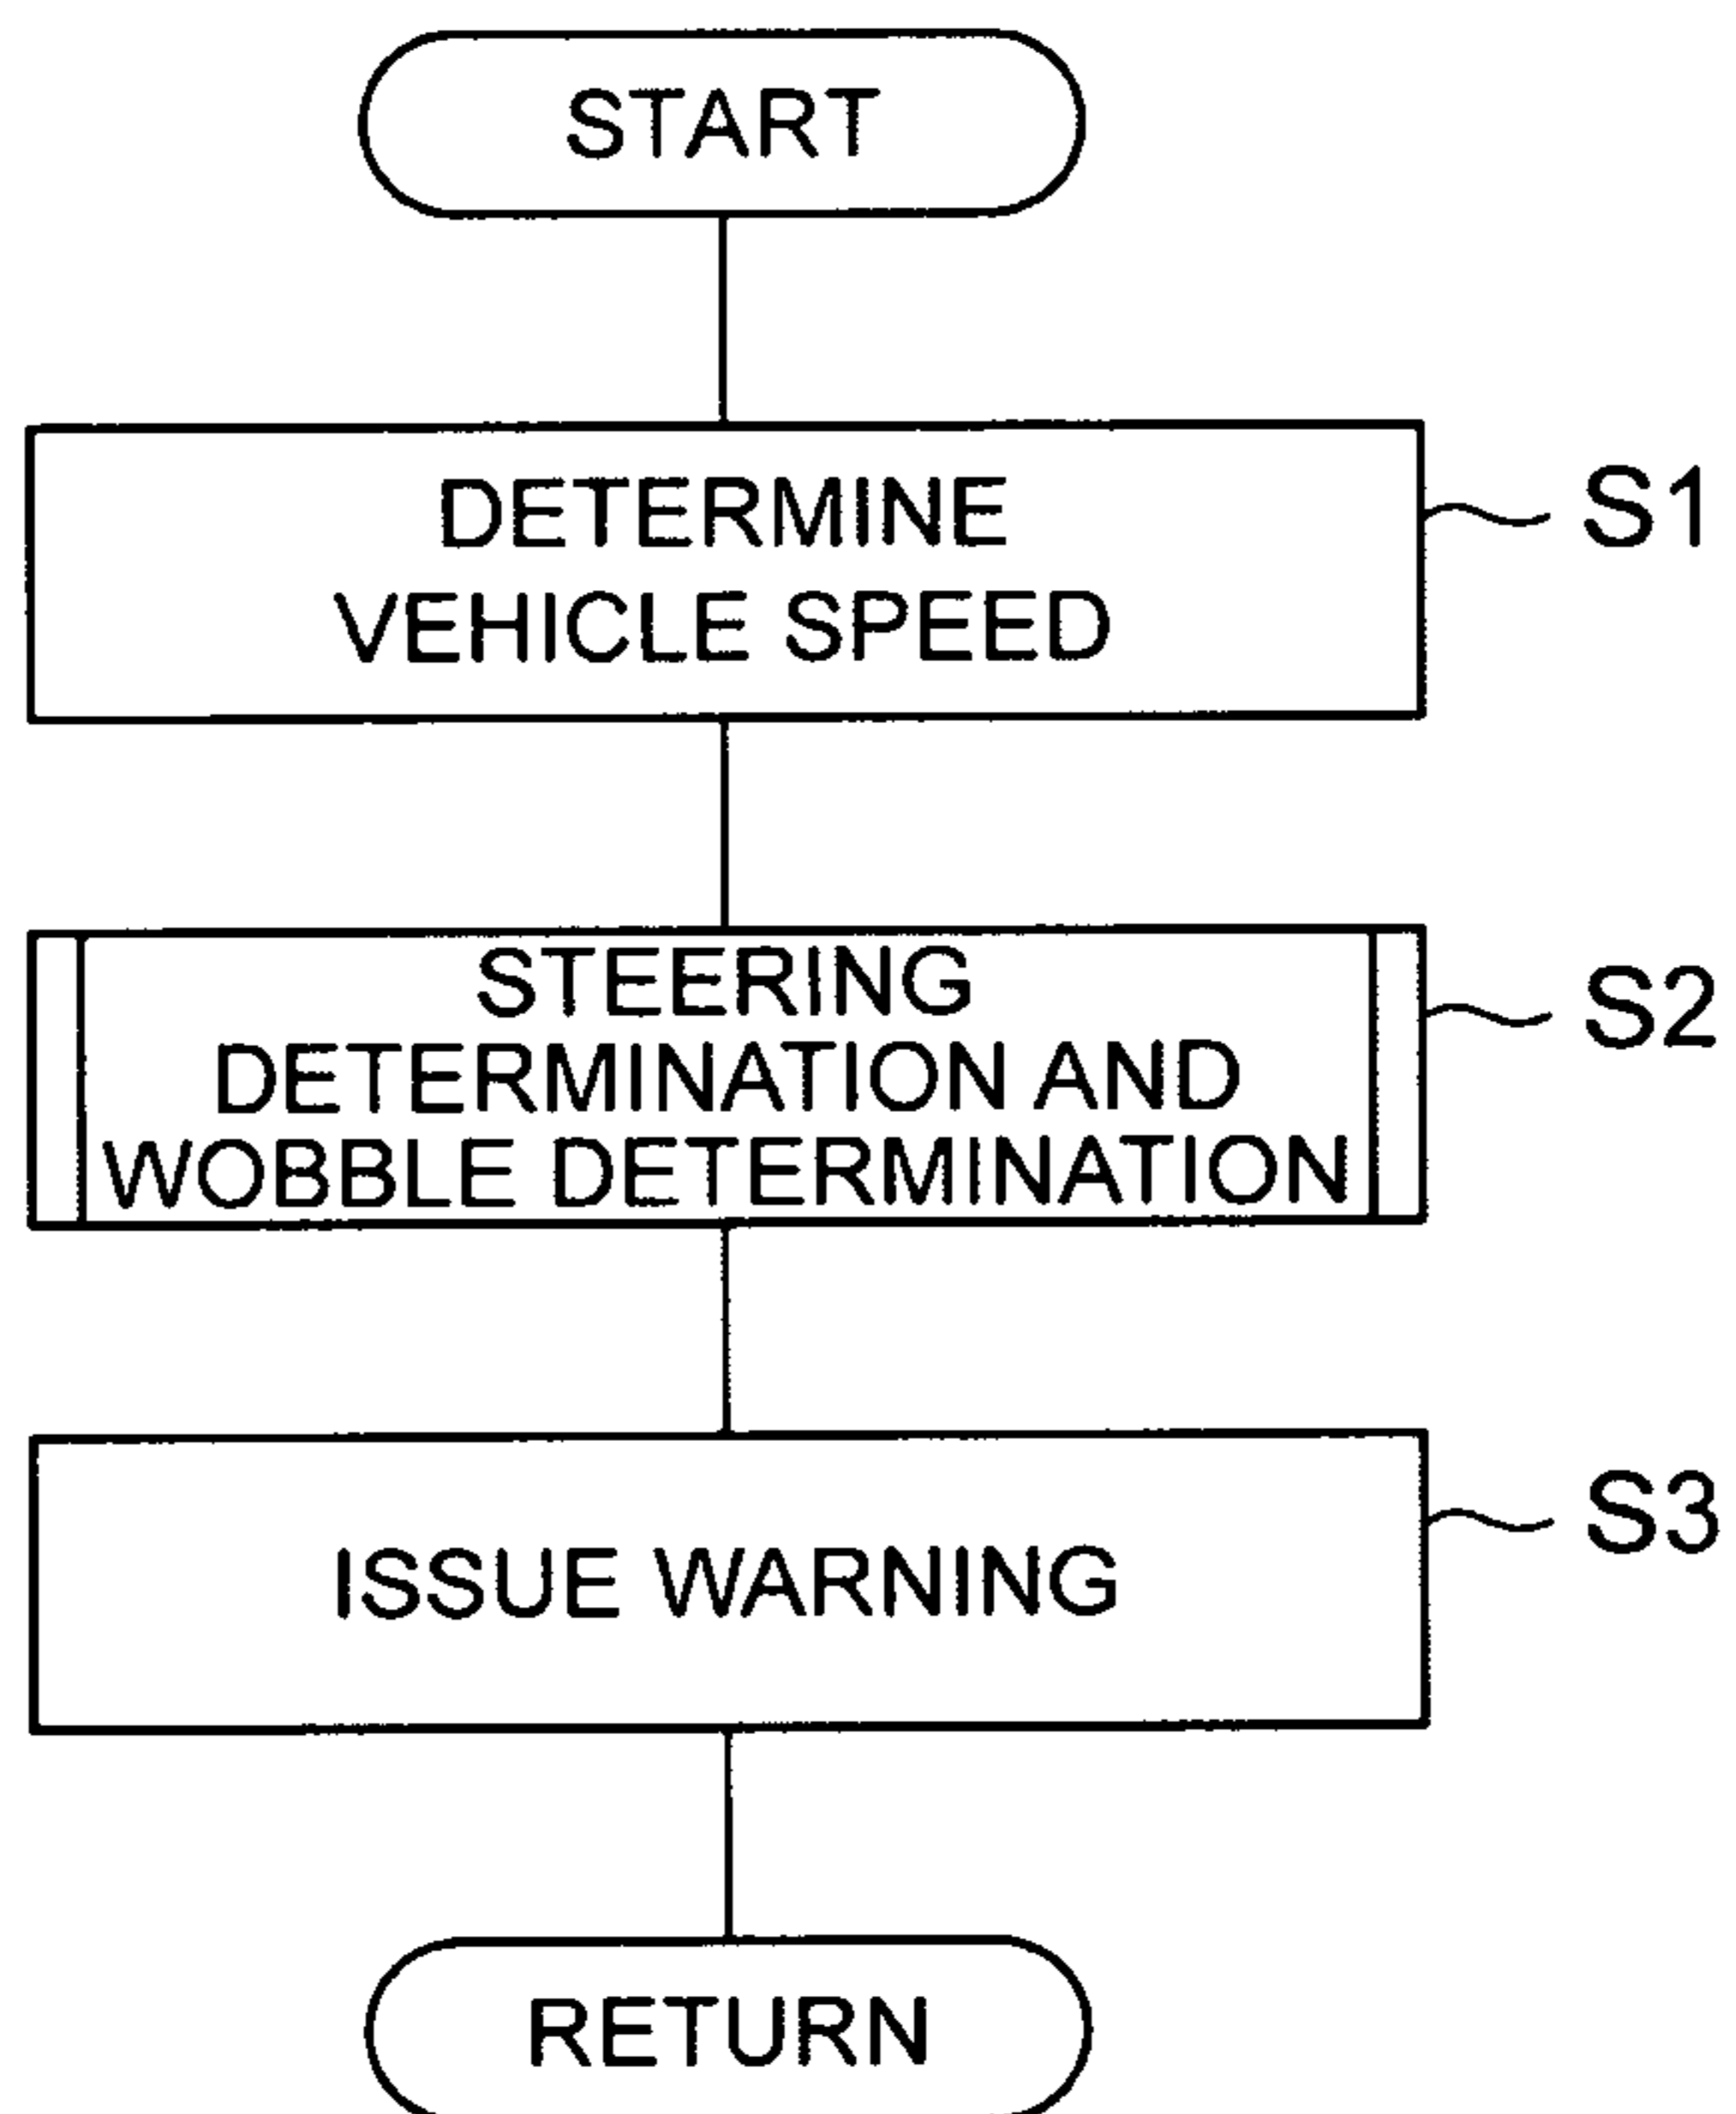 START
DETERMINE
VEHICLE SPEED
S1
STEERING
DETERMINATION AND
WOBBLE DETERMINATION
S2
ISSUE WARNING
S3
RETURN